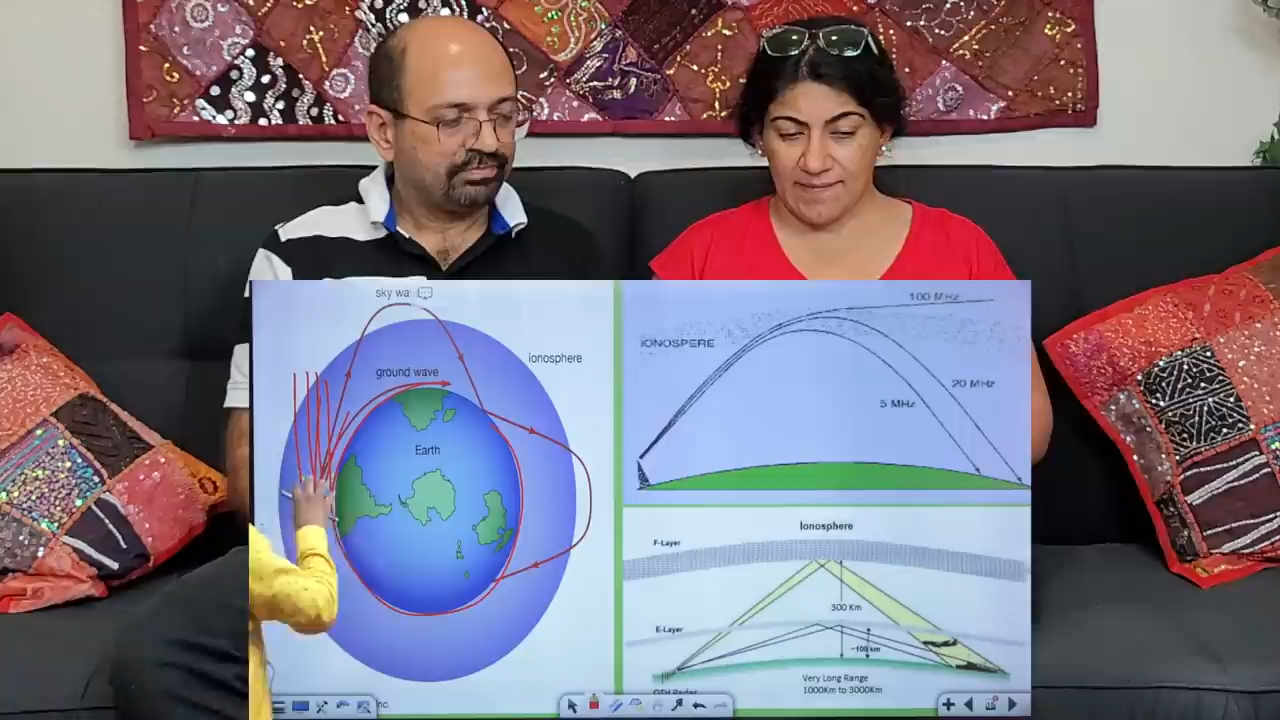 sky wa
ionosphere
ground wave
Earth
nc.
100 MHz
IONOSPERE
20 MHz
5 MHz
Ionosphere
F-Layer
300 Km
E-Layer
~100 km
Very Long Range
1000Km to 3000Km
OTH Radar